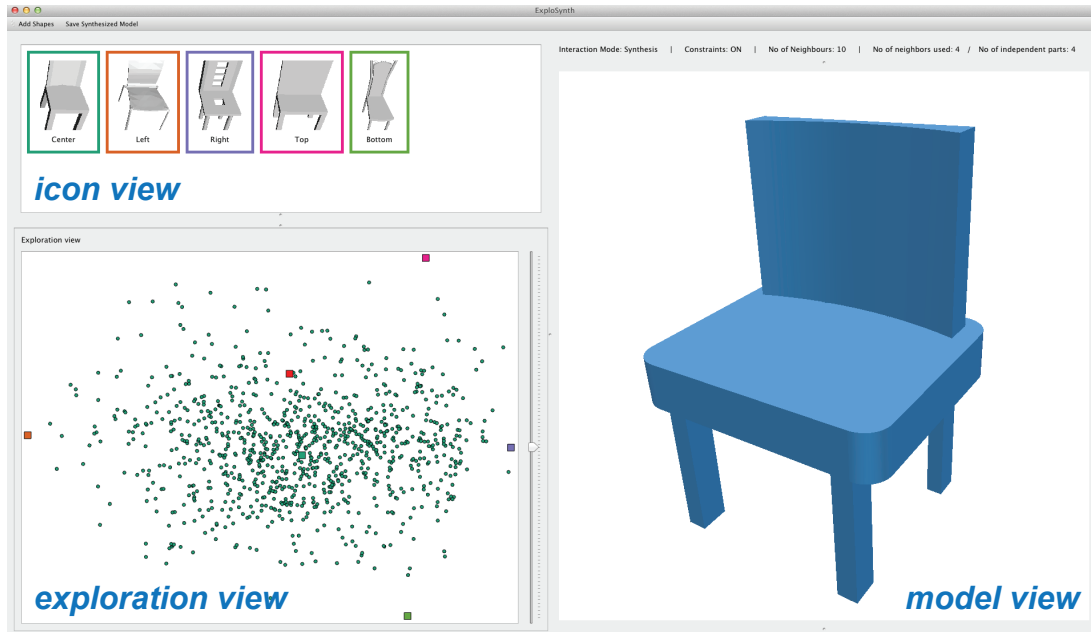 ExploSynth
Add Shapes Save Synthesized Model
Interaction Mode: Synthesis | Constraints: ON | No of Neighbours: 10 | No of neighbors used: 4 / No of independent parts: 4
Center Left Right Top Bottom
icon view
Exploration view
exploration view
model view